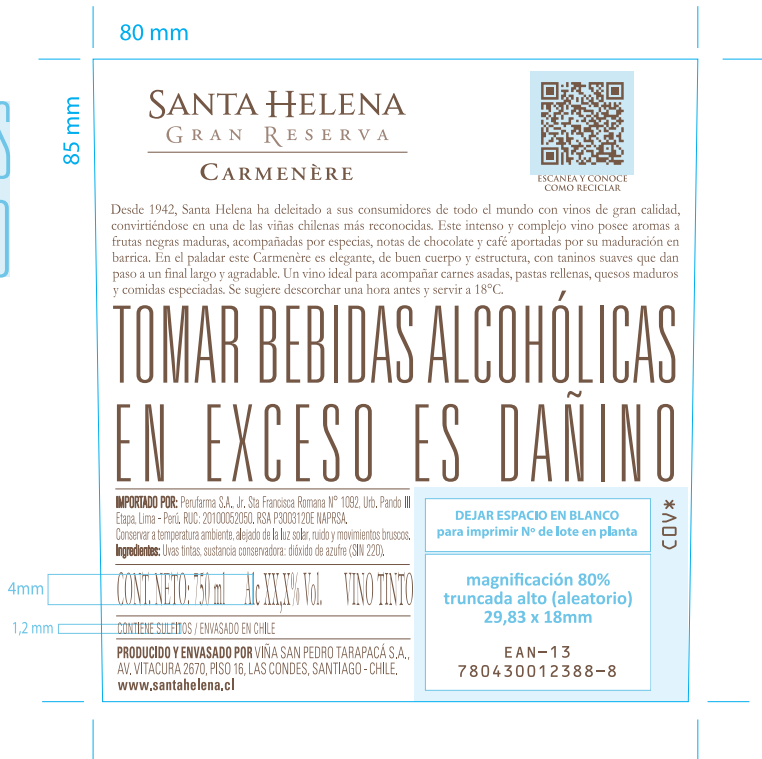 80 mm
85 mm
SANTA HELENA
GRAN RESERVA
CARMENÈRE
ESCANEA Y CONOCE
COMO RECICLAR
Desde 1942, Santa Helena ha deleitado a sus consumidores de todo el mundo con vinos de gran calidad,
convirtiéndose en una de las viñas chilenas más reconocidas. Este intenso y complejo vino posee aromas a
frutas negras maduras, acompañadas por especias, notas de chocolate y café aportadas por su maduración en
barrica. En el paladar este Carmenère es elegante, de buen cuerpo y estructura, con taninos suaves que dan
paso a un final largo y agradable. Un vino ideal para acompañar carnes asadas, pastas rellenas, quesos maduros
y comidas especiadas. Se sugiere descorchar una hora antes y servir a 18°C.
TOMAR BEBIDAS ALCOHÓLICAS
EN EXCESO ES DAÑINO
IMPORTADO POR: Perufarma S.A., Jr. Sta Francisca Romana N° 1092, Urb. Pando III
Etapa, Lima - Perú. RUC: 20100052050, RSA P3003120E NAPRSA.
Conservar a temperatura ambiente, alejado de la luz solar, ruido y movimientos bruscos.
Ingredientes: Uvas tintas, sustancia conservadora: dióxido de azufre (SIN 220).
4mm
CONT. NETO: 750 ml Alc XX,X% Vol. VINO TINTO
1,2 mm
CONTIENE SULFITOS / ENVASADO EN CHILE
PRODUCIDO Y ENVASADO POR VIÑA SAN PEDRO TARAPACÁ S.A.,
AV. VITACURA 2670, PISO 16, LAS CONDES, SANTIAGO - CHILE.
www.santahelena.cl
DEJAR ESPACIO EN BLANCO
para imprimir Nº de lote en planta
CDV*
magnificación 80%
truncada alto (aleatorio)
29,83 x 18mm
EAN-13
780430012388-8